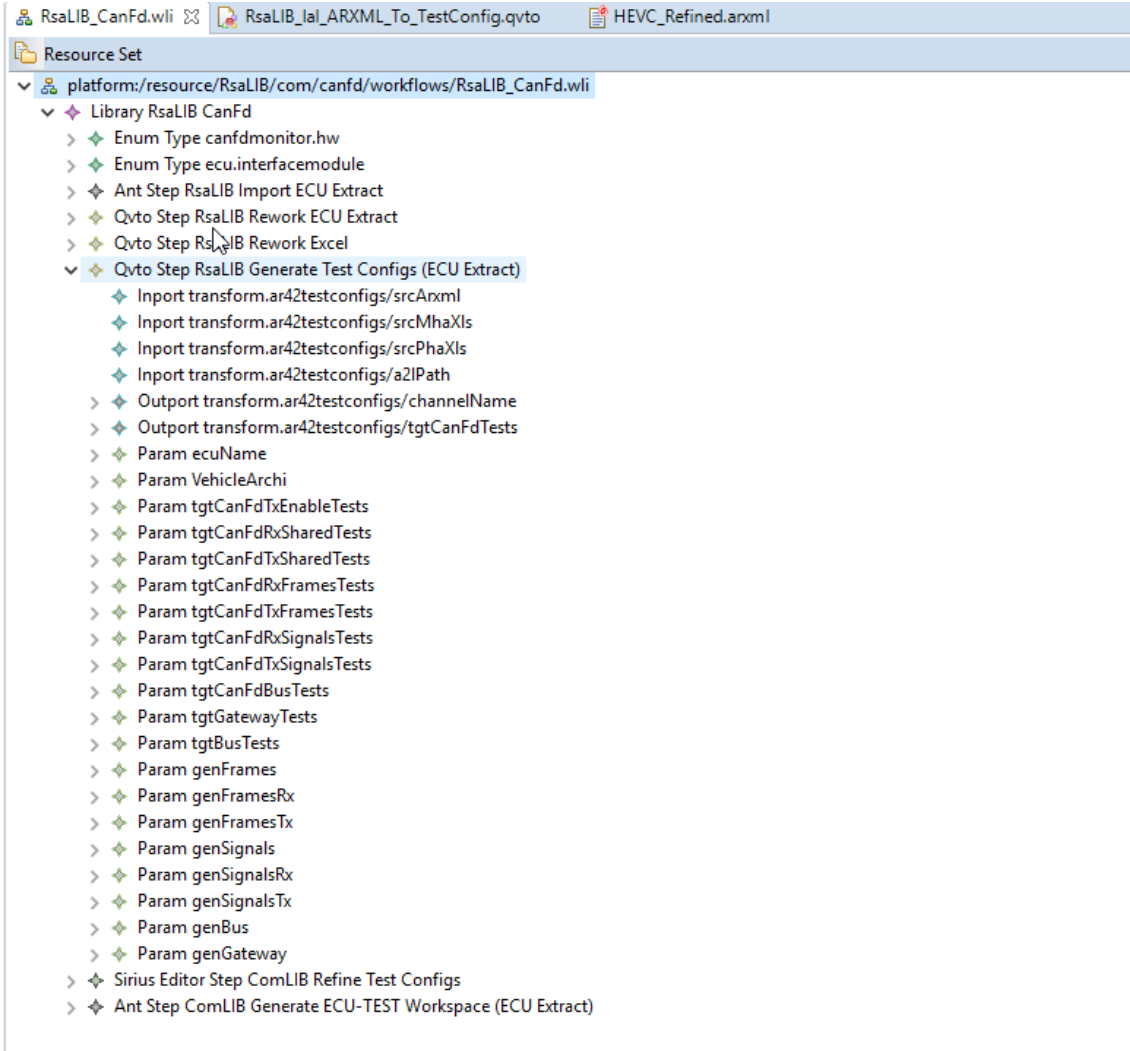 RsaLIB_CanFd.wli RsaLIB_lal_ARXML_To_TestConfig.qvto HEVC_Refined.arxml
Resource Set
platform:/resource/RsaLIB/com/canfd/workflows/RsaLIB_CanFd.wli
Library RsaLIB CanFd
Enum Type canfdmonitor.hw
Enum Type ecu.interfacemodule
Ant Step RsaLIB Import ECU Extract
Qvto Step RsaLIB Rework ECU Extract
Qvto Step RsaLIB Rework Excel
Qvto Step RsaLIB Generate Test Configs (ECU Extract)
Inport transform.ar42testconfigs/srcArxml
Inport transform.ar42testconfigs/srcMhaXls
Inport transform.ar42testconfigs/srcPhaXls
Inport transform.ar42testconfigs/a2lPath
Outport transform.ar42testconfigs/channelName
Outport transform.ar42testconfigs/tgtCanFdTests
Param ecuName
Param VehicleArchi
Param tgtCanFdTxEnableTests
Param tgtCanFdRxSharedTests
Param tgtCanFdTxSharedTests
Param tgtCanFdRxFramesTests
Param tgtCanFdTxFramesTests
Param tgtCanFdRxSignalsTests
Param tgtCanFdTxSignalsTests
Param tgtCanFdBusTests
Param tgtGatewayTests
Param tgtBusTests
Param genFrames
Param genFramesRx
Param genFramesTx
Param genSignals
Param genSignalsRx
Param genSignalsTx
Param genBus
Param genGateway
Sirius Editor Step ComLIB Refine Test Configs
Ant Step ComLIB Generate ECU-TEST Workspace (ECU Extract)